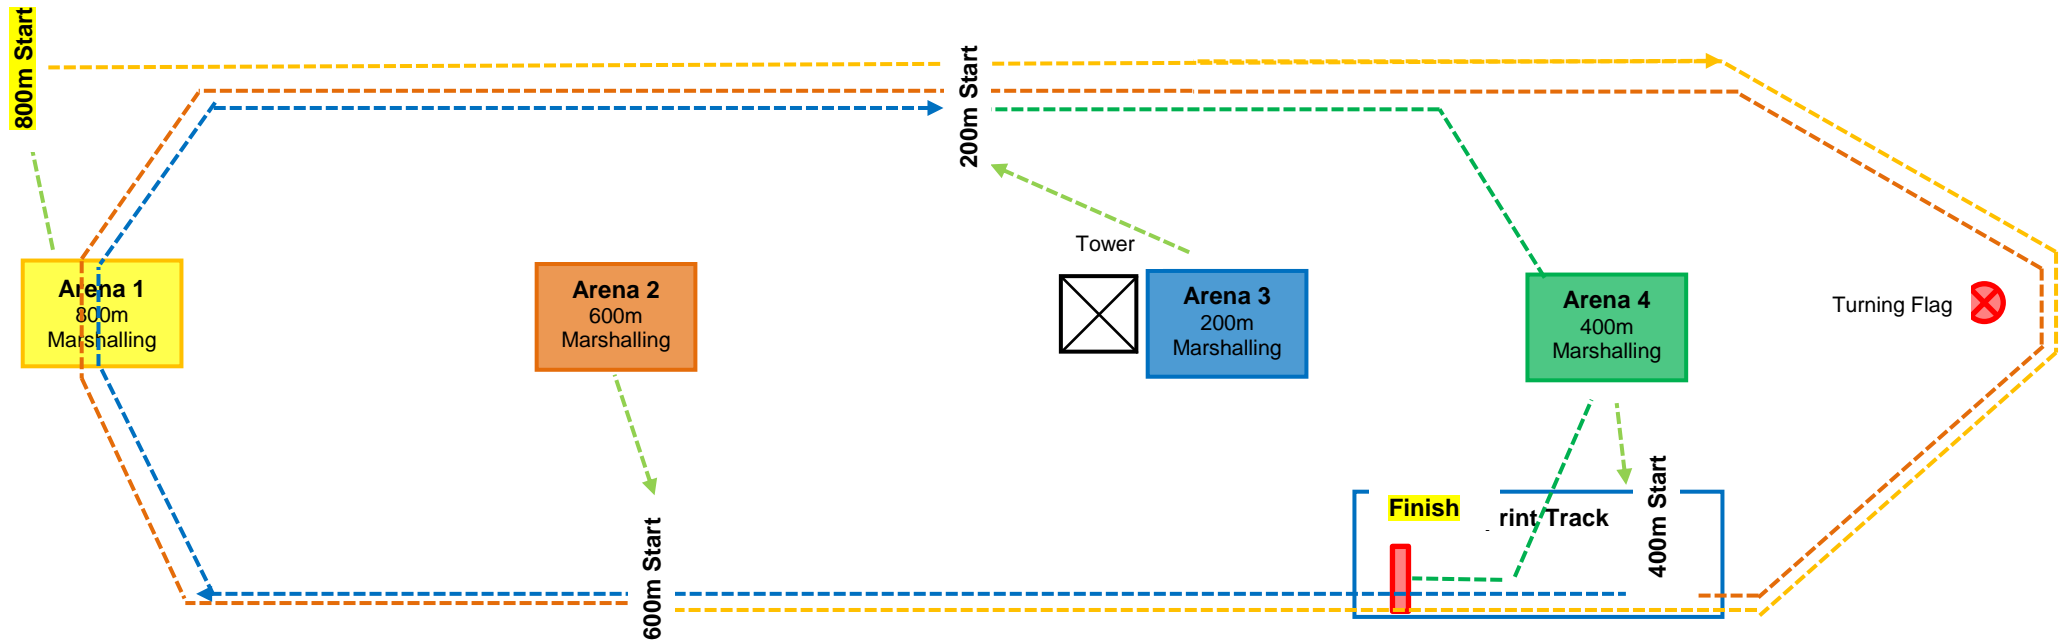 800m Start
200m Start
Tower
Arena 1
800m
Marshalling
Arena 2
600m
Marshalling
Arena 3
200m
Marshalling
Arena 4
400m
Marshalling
Turning Flag
Finish
rint Track
400m Start
600m Start